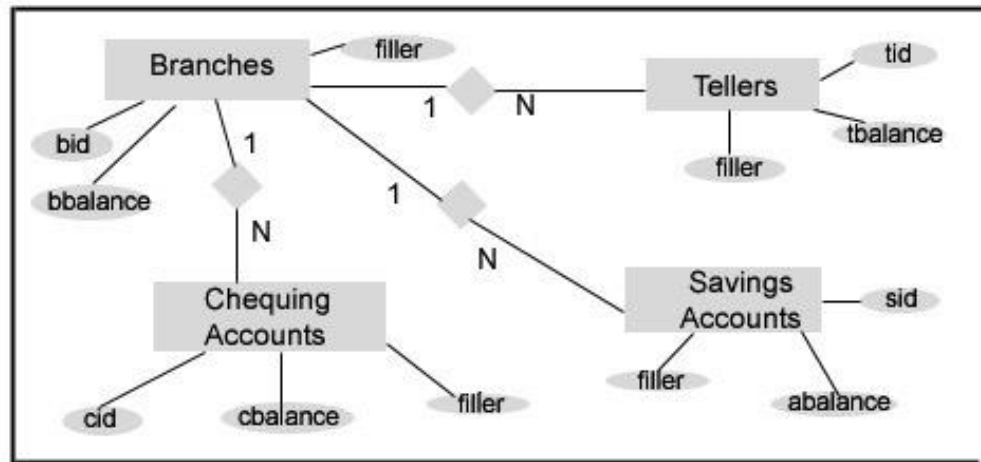 Branches
filler
tid
1
N
Tellers
bid
1
tbalance
filler
bbalance
1
N
N
Chequing
Accounts
Savings
Accounts
sid
filler
cid
cbalance
filler
abalance